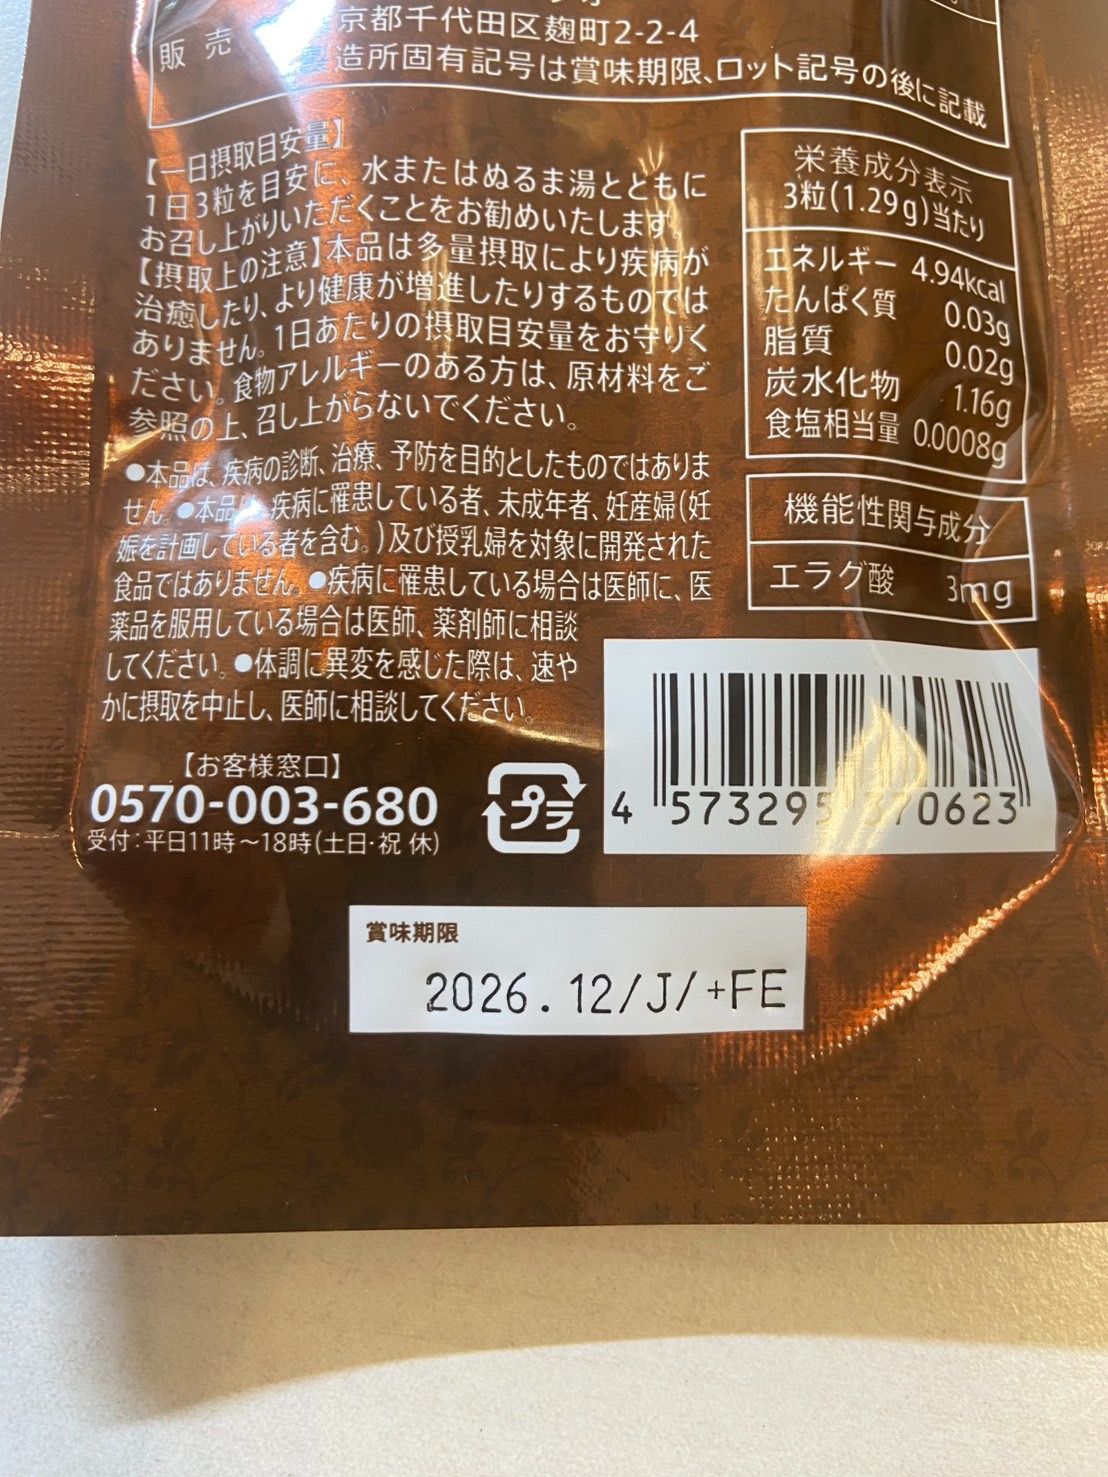 京都千代田区麹町2-2-4
販売
造所固有記号は賞味期限、ロット記号の後に記載
【一日摂取目安量】
1日3粒を目安に、水またはぬるま湯とともに
お召し上がりいただくことをお勧めいたします。
【摂取上の注意】本品は多量摂取により疾病が
治癒したり、より健康が増進したりするものでは
ありません。1日あたりの摂取目安量をお守りく
ださい。食物アレルギーのある方は、原材料をご
参照の上、召し上がらないでください。
●本品は、疾病の診断、治療、予防を目的としたものではありま
せん。●本品は、疾病に罹患している者、未成年者、妊産婦(妊
娠を計画している者を含む。)及び授乳婦を対象に開発された
食品ではありません。●疾病に罹患している場合は医師に、医
薬品を服用している場合は医師、薬剤師に相談
してください。●体調に異変を感じた際は、速や
かに摂取を中止し、医師に相談してください。
【お客様窓口】
0570-003-680
受付:平日11時〜18時(土日・祝 休)
プラ
栄養成分表示
3粒(1.29g)当たり
エネルギー 4.94kcal
たんぱく質 0.03g
脂質 0.02g
炭水化物 1.16g
食塩相当量 0.0008g
機能性関与成分
エラグ酸 3mg
4 573295 370623
賞味期限
2026.12/J/+FE